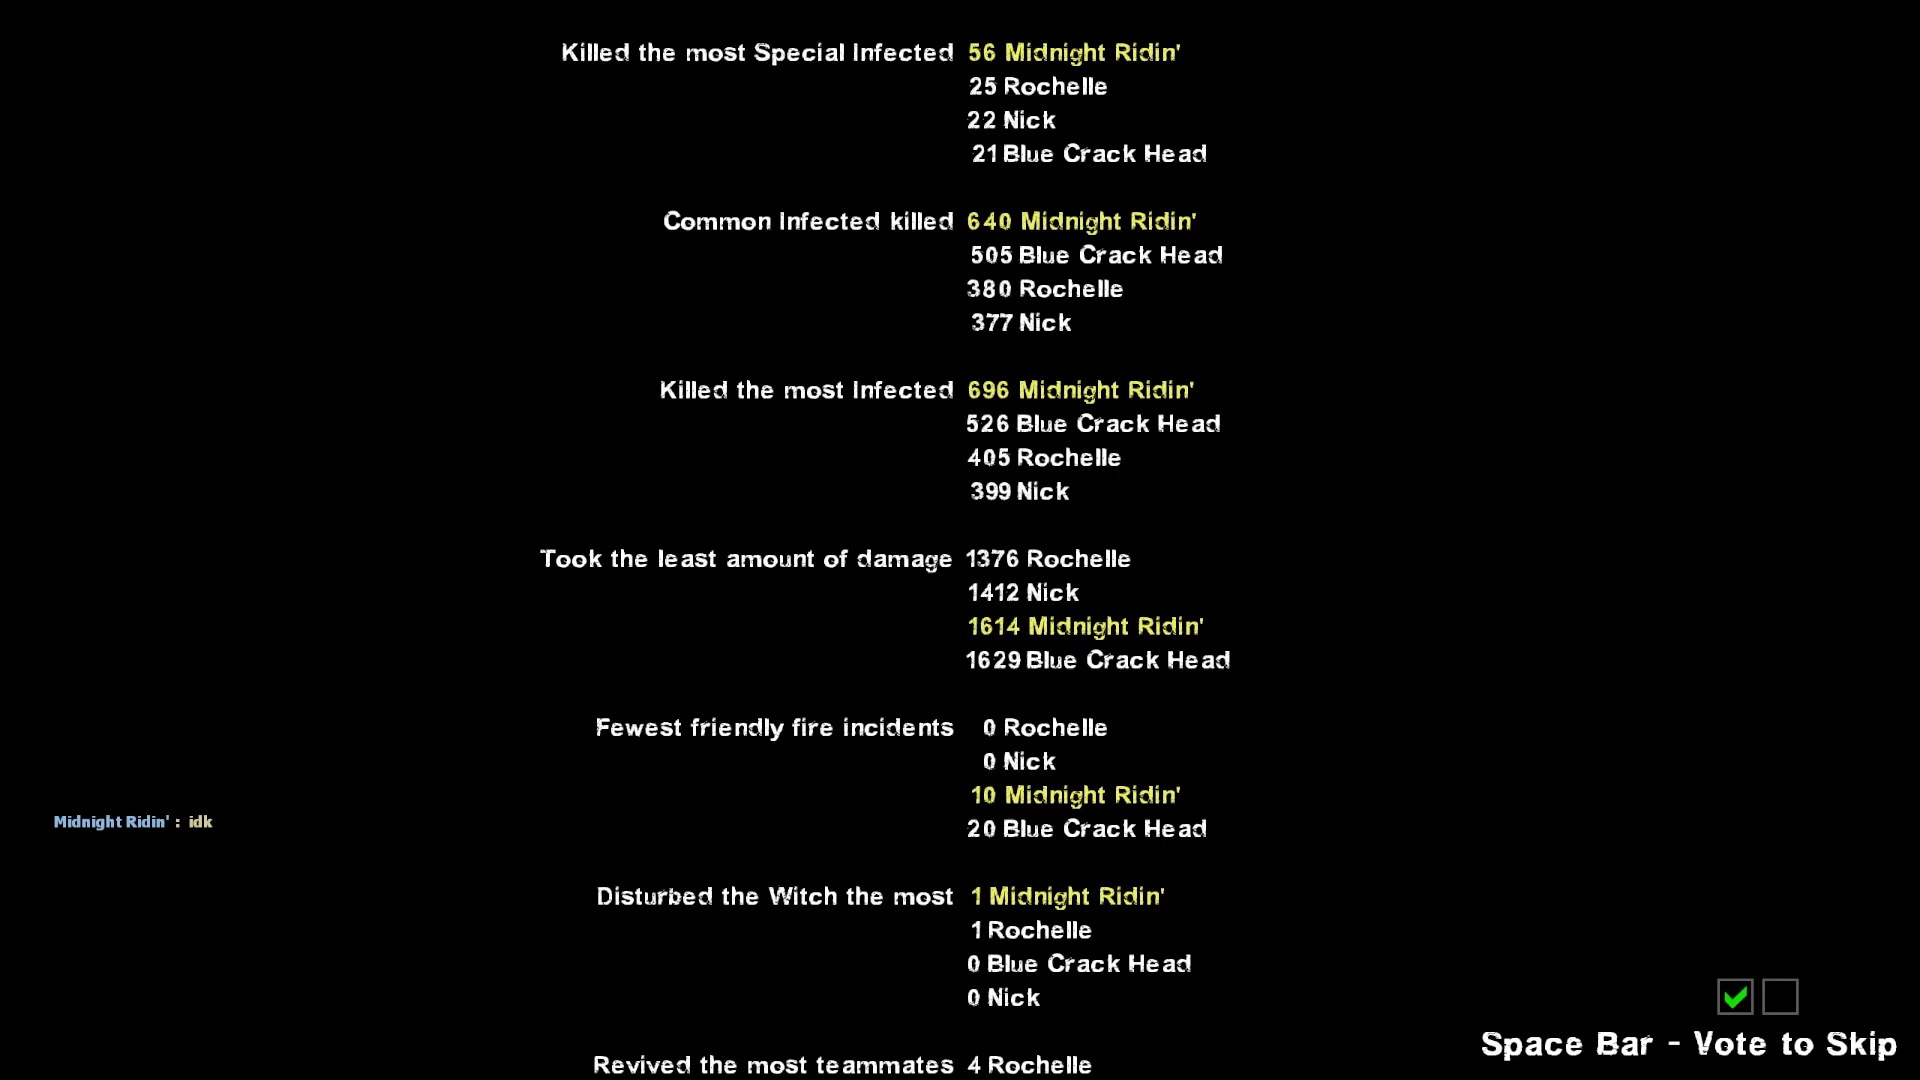 Killed the most Special Infected 56 Midnight Ridin'
25 Rochelle
22 Nick
21 Blue Crack Head
Common Infected killed 640 Midnight Ridin'
505 Blue Crack Head
380 Rochelle
377 Nick
Killed the most Infected 696 Midnight Ridin'
526 Blue Crack Head
405 Rochelle
399 Nick
Took the least amount of damage 1376 Rochelle
1412 Nick
1614 Midnight Ridin'
1629 Blue Crack Head
Fewest friendly fire incidents 0 Rochelle
0 Nick
10 Midnight Ridin'
Midnight Ridin' : idk
20 Blue Crack Head
Disturbed the Witch the most 1 Midnight Ridin'
1 Rochelle
0 Blue Crack Head
0 Nick
Space Bar - Vote to Skip
Revived the most teammates 4 Rochelle